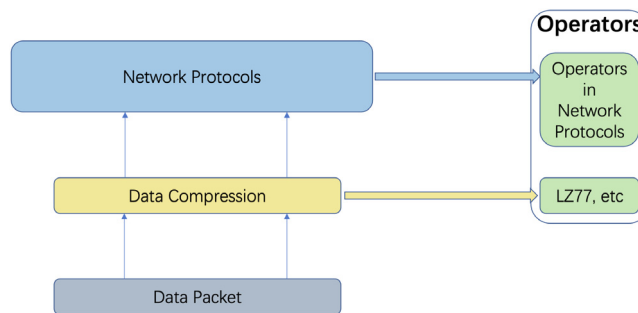 Operators
Network Protocols
Operators
in
Network
Protocols
Data Compression
LZ77, etc
Data Packet